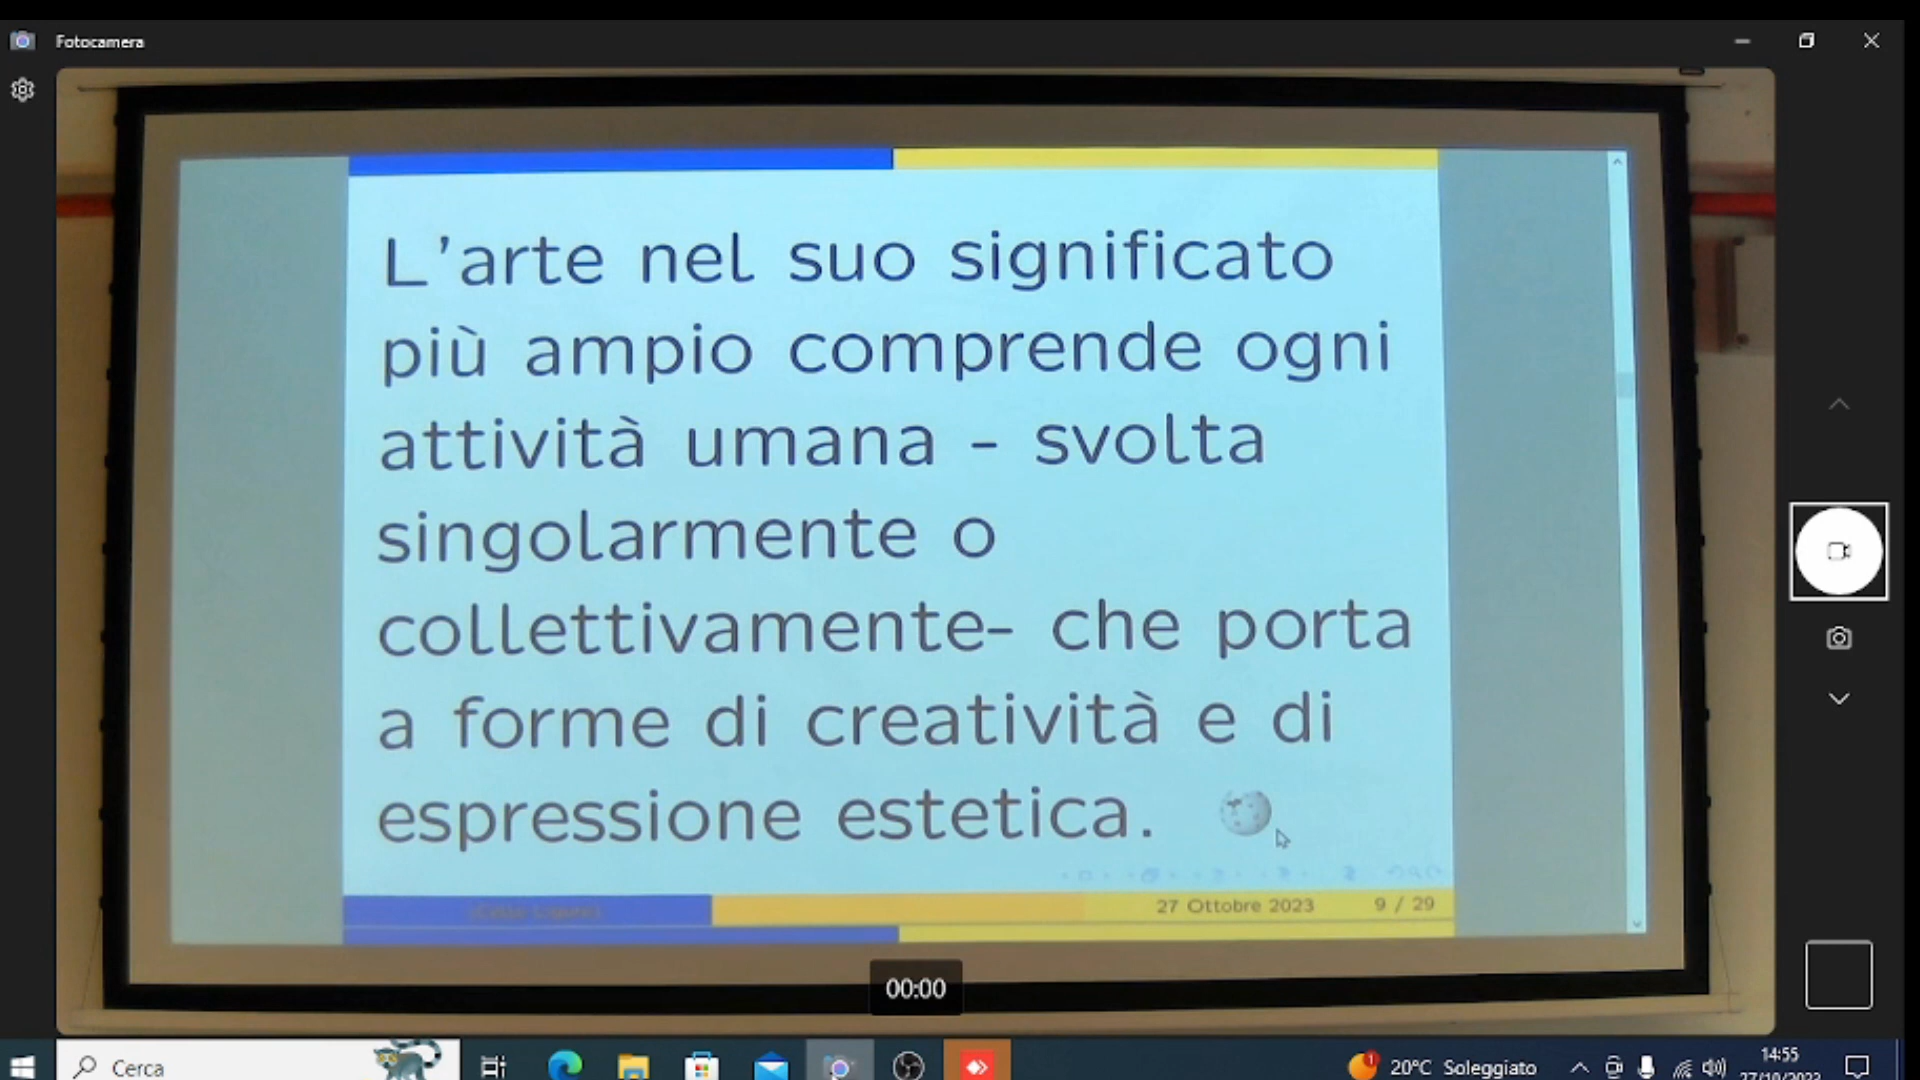 Fotocamera
L'arte nel suo significato
più ampio comprende ogni
attività umana - svolta
singolarmente o
collettivamente- che porta
a forme di creatività e di
espressione estetica.
27 Ottobre 2023 9 / 29
00:00
Cerca
1
20°C Soleggiato
14:55
27/10/2023